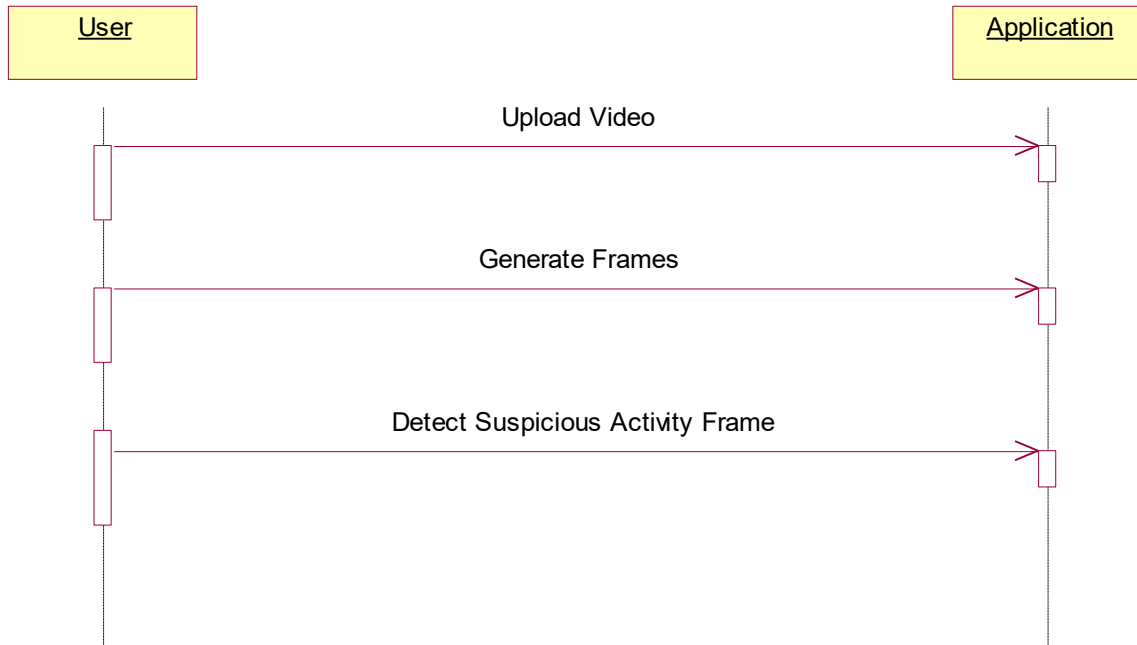 User
Application
Upload Video
Generate Frames
Detect Suspicious Activity Frame